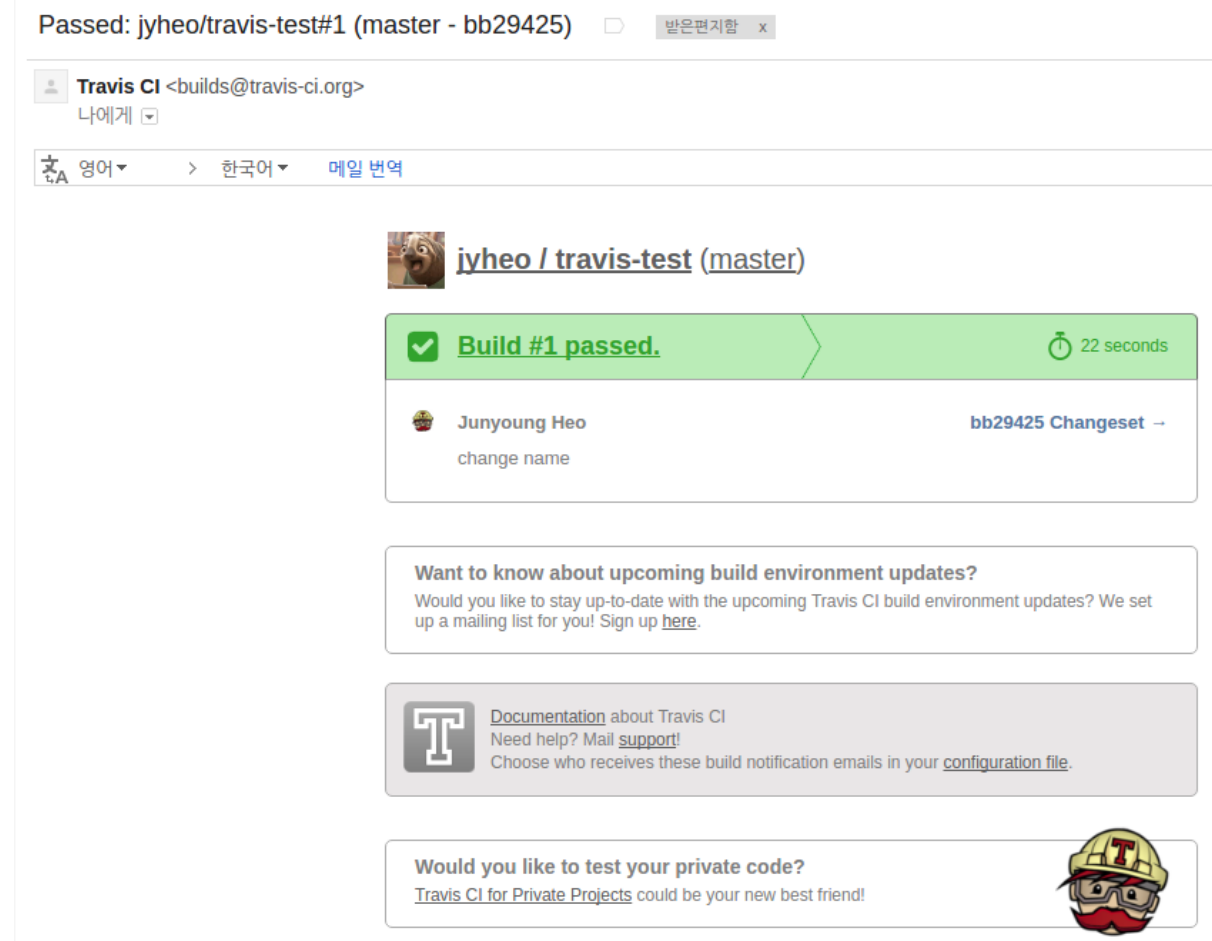 Passed: jyheo/travis-test#1 (master - bb29425) 받은편지함 x
Travis CI <builds@travis-ci.org>
나에게
영어 > 한국어 메일 번역
jyheo / travis-test (master)
Build #1 passed. 22 seconds
Junyoung Heo bb29425 Changeset →
change name
Want to know about upcoming build environment updates?
Would you like to stay up-to-date with the upcoming Travis CI build environment updates? We set
up a mailing list for you! Sign up here.
T
Documentation about Travis CI
Need help? Mail support!
Choose who receives these build notification emails in your configuration file.
Would you like to test your private code?
Travis CI for Private Projects could be your new best friend!
T